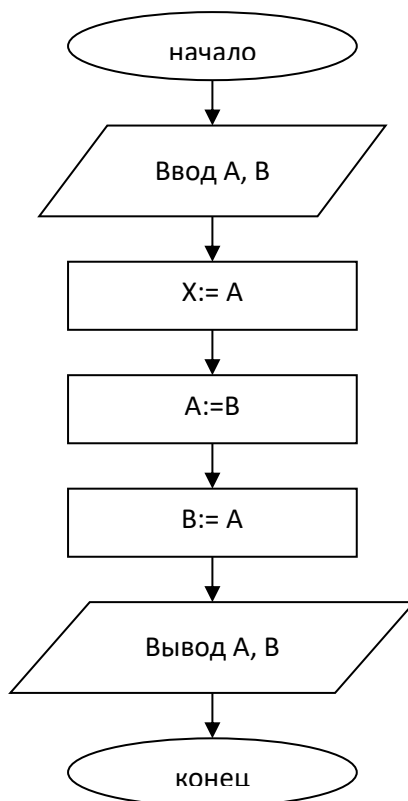 начало
Ввод А, В
X:= A
A:=B
B:= A
Вывод А, В
конец